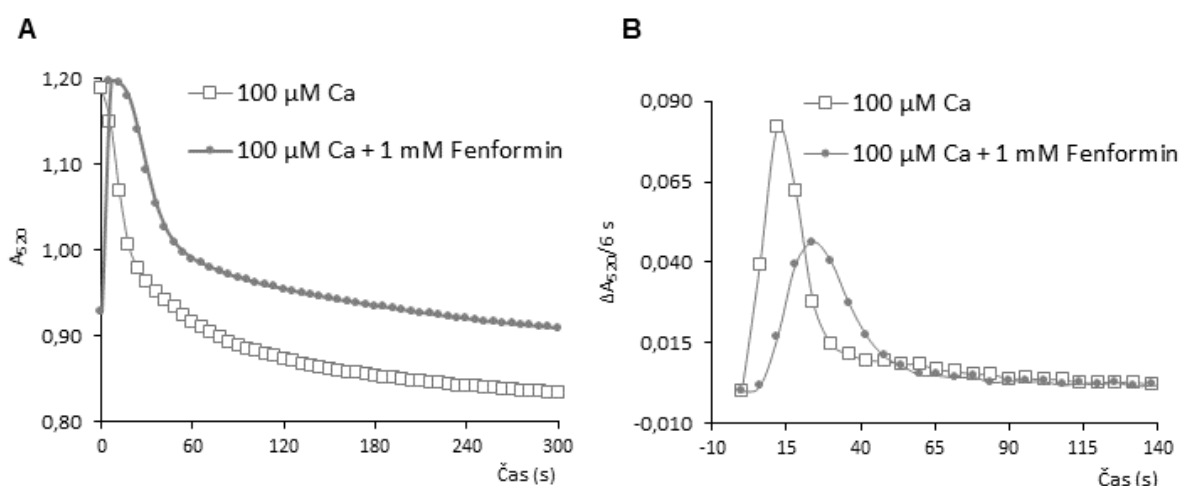 A
1,20
1,10
1,00
0,90
0,80
A520
100 µM Ca
100 µM Ca + 1 mM Fenformin
0
60
120
180
240
300
Čas (s)
B
0,090
0,065
0,040
0,015
-0,010
ΔA520/6 s
100 µM Ca
100 µM Ca + 1 mM Fenformin
-10
15
40
65
90
115
140
Čas (s)